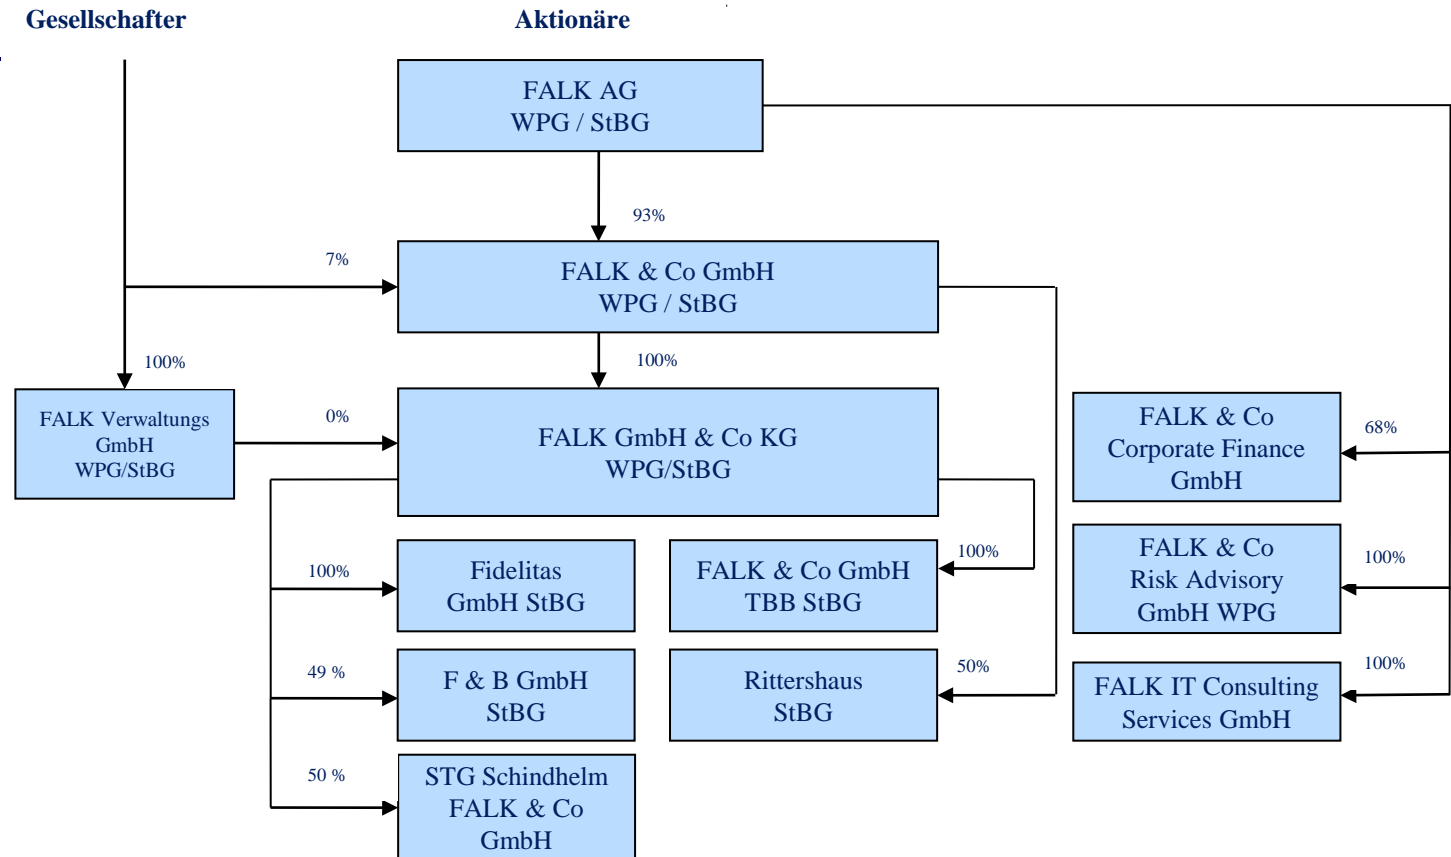 Gesellschafter
Aktionäre
FALK AG
WPG / StBG
93%
7%
FALK & Co GmbH
WPG / StBG
100%
100%
FALK Verwaltungs
GmbH
WPG/StBG
0%
FALK GmbH & Co KG
WPG/StBG
FALK & Co
Corporate Finance
GmbH
68%
100%
Fidelitas
GmbH StBG
FALK & Co GmbH
TBB StBG
100%
FALK & Co
Risk Advisory
GmbH WPG
100%
49 %
F & B GmbH
StBG
Rittershaus
StBG
50%
FALK IT Consulting
Services GmbH
100%
50 %
STG Schindhelm
FALK & Co
GmbH